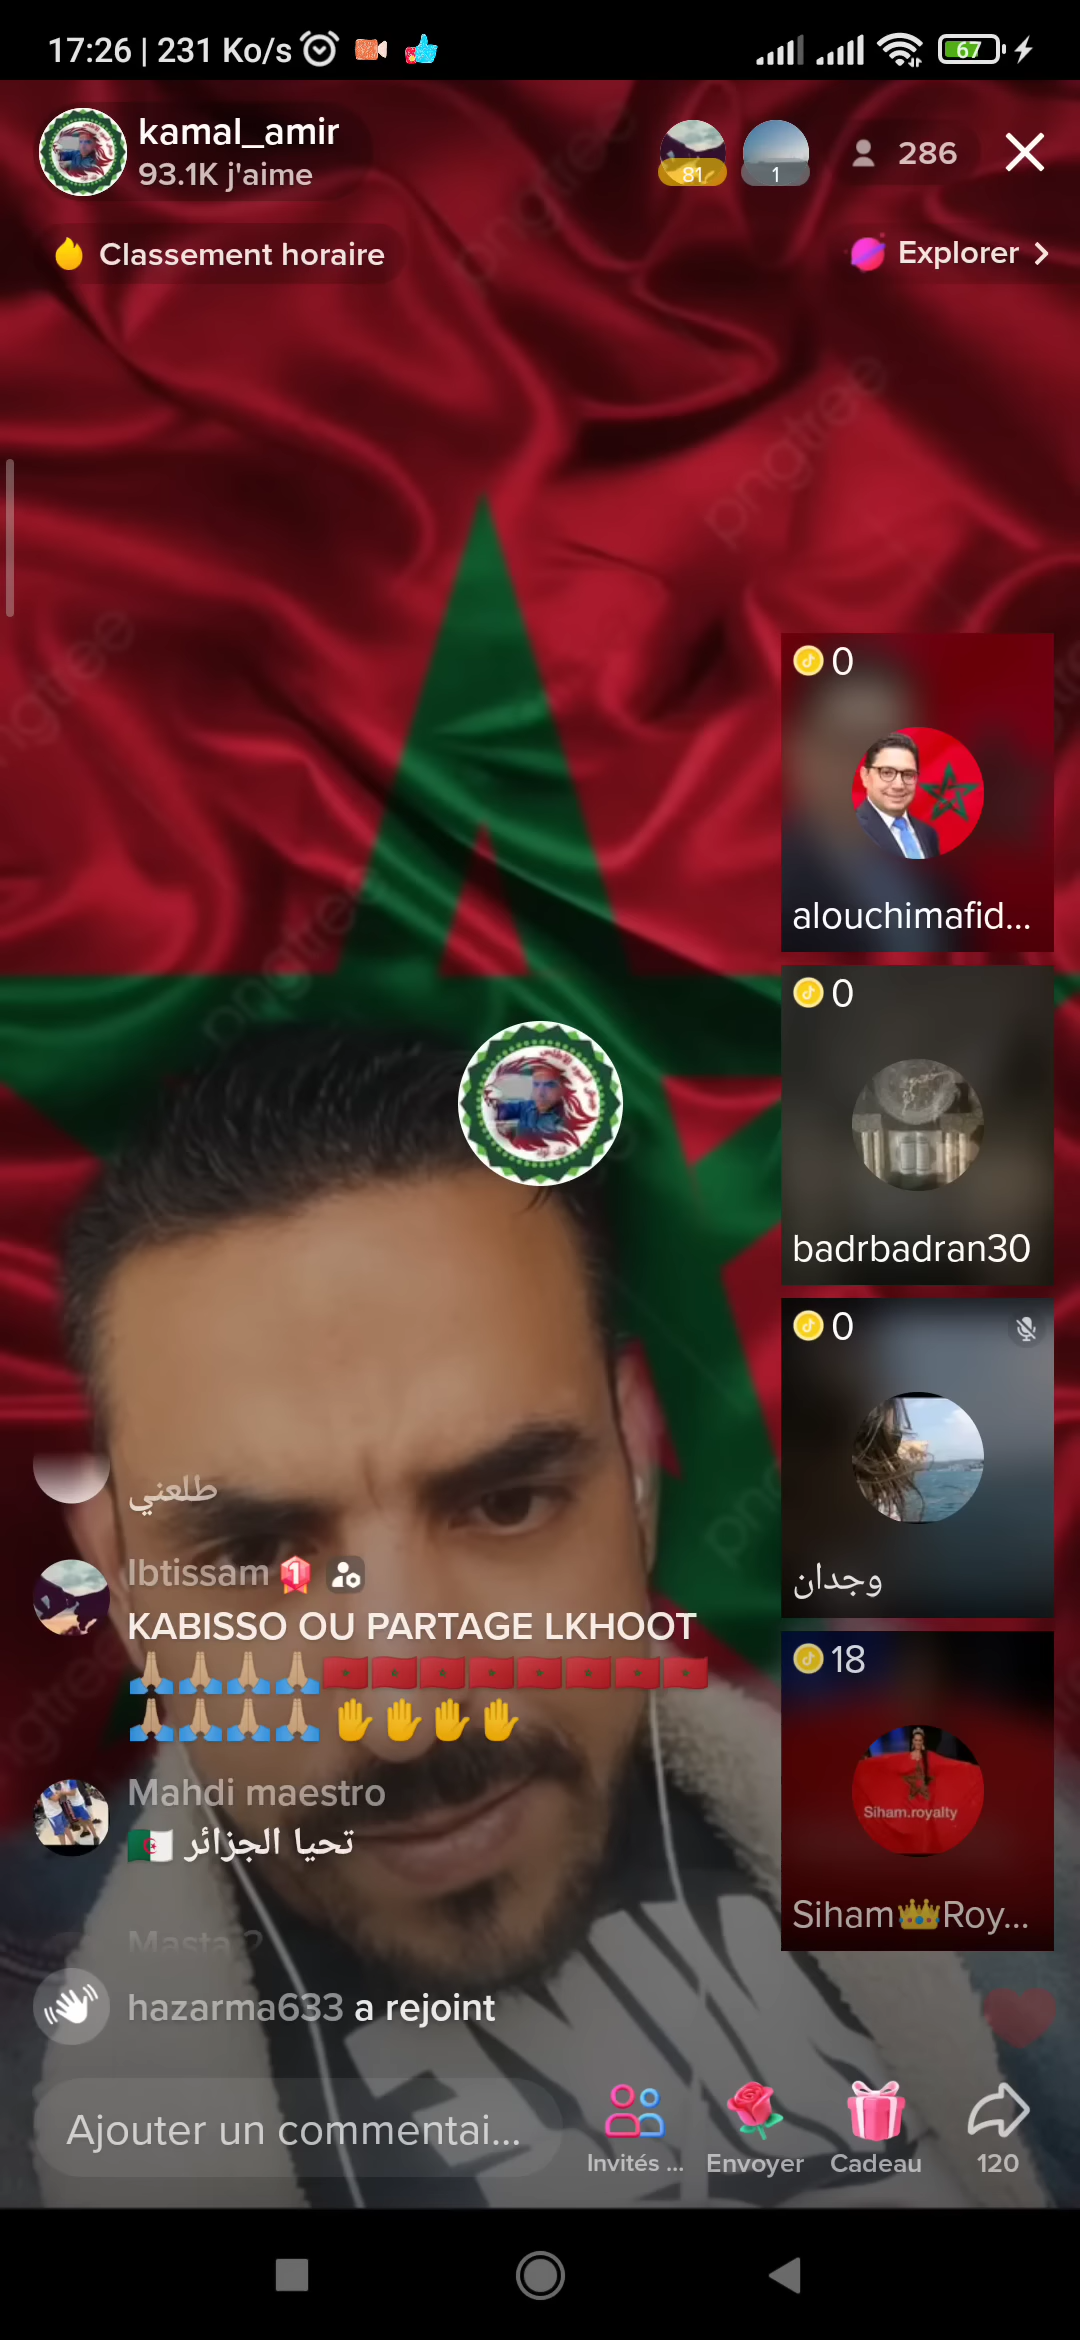 17:26 | 231 Ko/s
67
kamal_amir
93.1K j'aime
81
1
286
Classement horaire
Explorer
pngtree
0
alouchimafid...
0
badrbadran30
0
وجدان
18
Siham.royalty
Siham👑Roy...
طلعني
Ibtissam 1
KABISSO OU PARTAGE LKHOOT
🙏🏼🙏🏼🙏🏼🙏🏼🇲🇦🇲🇦🇲🇦🇲🇦🇲🇦🇲🇦🇲🇦🇲🇦
🙏🏼🙏🏼🙏🏼🙏🏼 ✋✋✋✋
Mahdi maestro
تحيا الجزائر 🇩🇿
Masta ?
hazarma633 a rejoint
Ajouter un commentai...
Invités ...
Envoyer
Cadeau
120